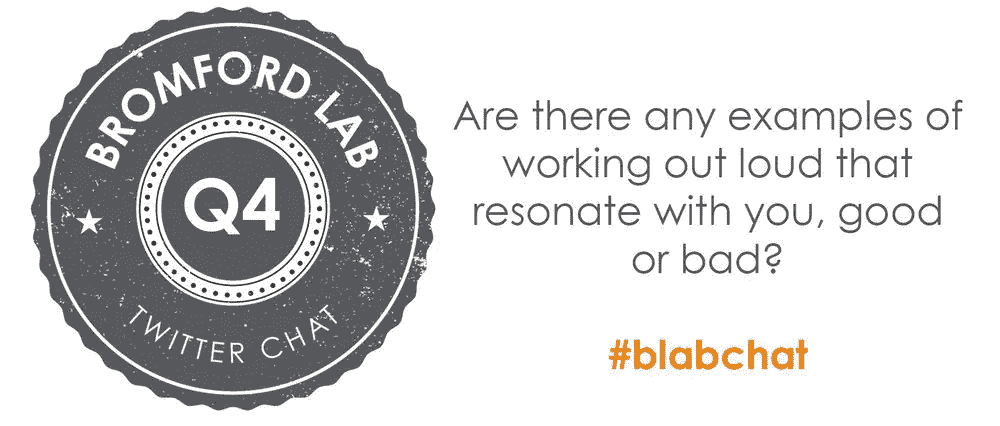 BROMFORD LAB
Q4
TWITTER CHAT
Are there any examples of
working out loud that
resonate with you, good
or bad?
#blabchat